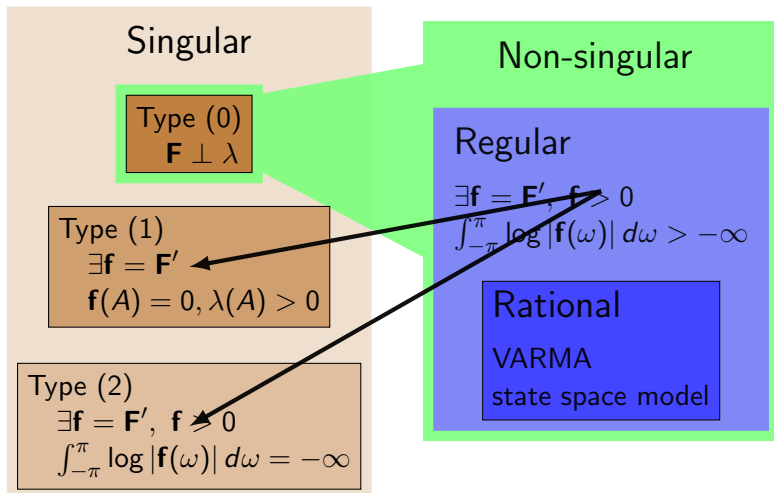 Singular
Type (0)
F ⊥ λ
Type (1)
∃f = F′
f(A) = 0, λ(A) > 0
Type (2)
∃f = F′, f > 0
∫_{-π}^{π} log |f(ω)| dω = −∞
Non-singular
Regular
∃f = F′, f > 0
∫_{-π}^{π} log |f(ω)| dω > −∞
Rational
VARMA
state space model